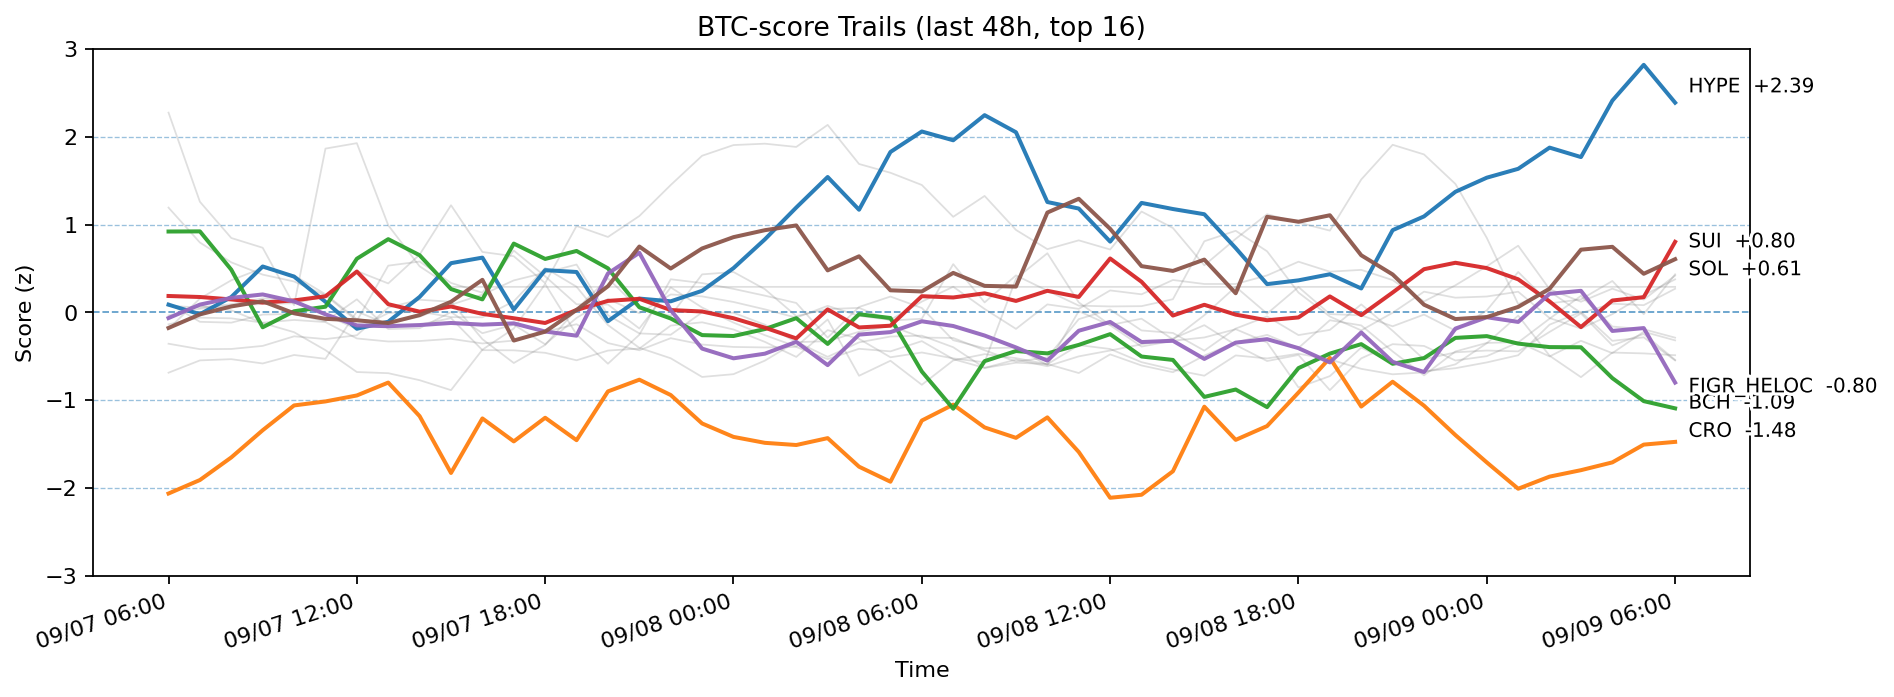 BTC-score Trails (last 48h, top 16)
3
2
1
0
−1
−2
−3
Score (z)
HYPE +2.39
SUI +0.80
SOL +0.61
FIGR_HELOC -0.80
BCH -1.09
CRO -1.48
09/07 06:00
09/07 12:00
09/07 18:00
09/08 00:00
09/08 06:00
09/08 12:00
09/08 18:00
09/09 00:00
09/09 06:00
Time